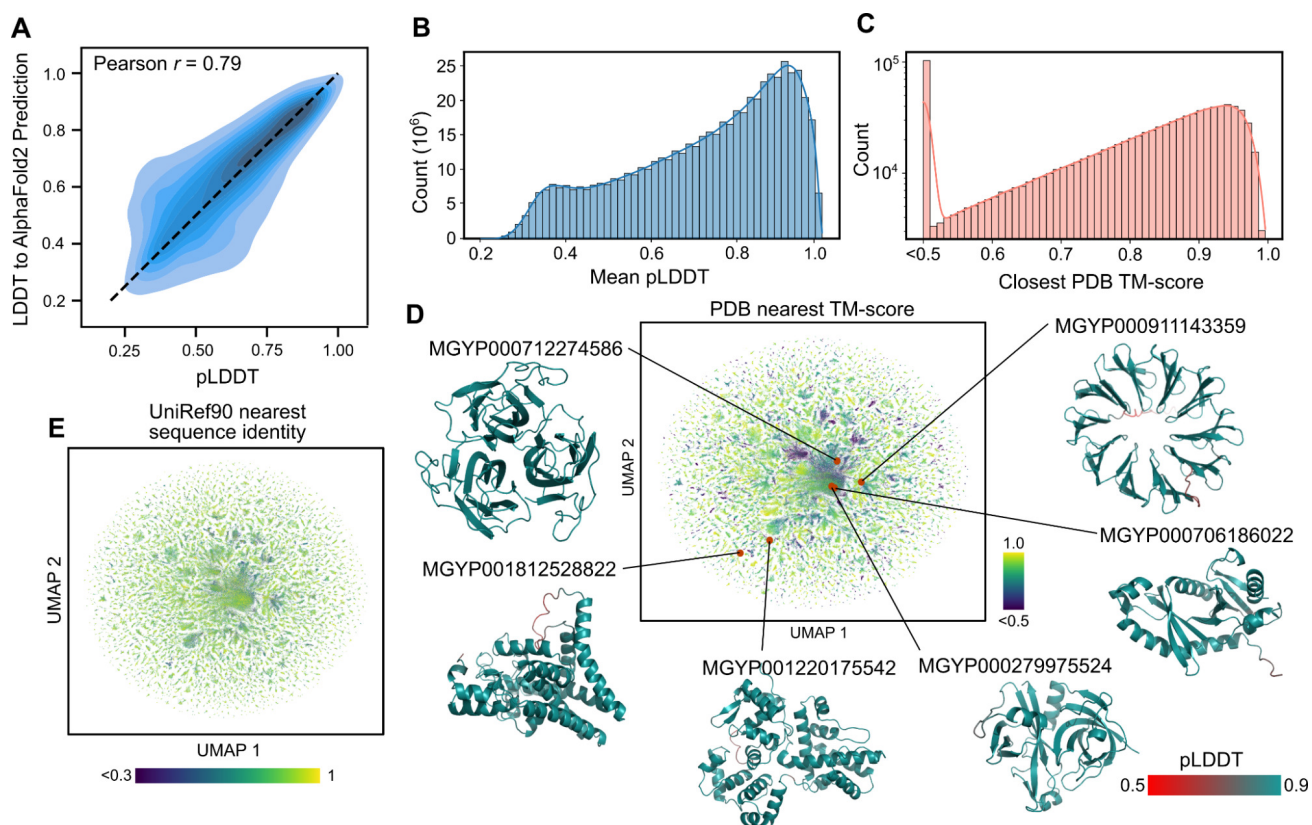 A
Pearson r = 0.79
LDDT to AlphaFold2 Prediction
1.0
0.8
0.6
0.4
0.2
0.25
0.50
0.75
1.00
pLDDT
B
Count (10⁶)
25
20
15
10
5
0
0.2
0.4
0.6
0.8
1.0
Mean pLDDT
C
Count
10⁵
10⁴
<0.5
0.6
0.7
0.8
0.9
1.0
Closest PDB TM-score
D
PDB nearest TM-score
MGYP000712274586
MGYP000911143359
UMAP 2
MGYP000706186022
MGYP001812528822
1.0
<0.5
UMAP 1
MGYP001220175542
MGYP000279975524
pLDDT
0.5
0.9
E
UniRef90 nearest
sequence identity
UMAP 2
UMAP 1
<0.3
1